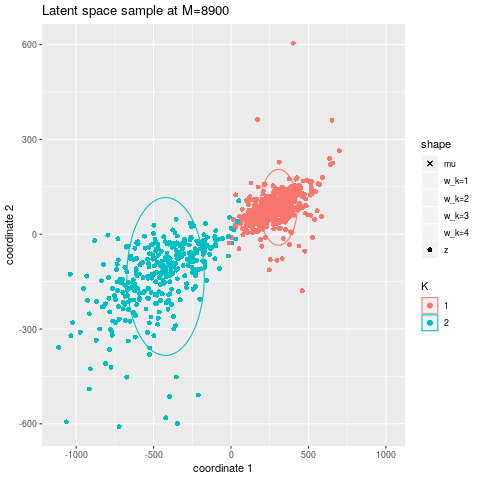 Latent space sample at M=8900
600
300
0
-300
-600
-1000
-500
0
500
1000
coordinate 1
coordinate 2
shape
mu
w_k=1
w_k=2
w_k=3
w_k=4
z
K
1
2